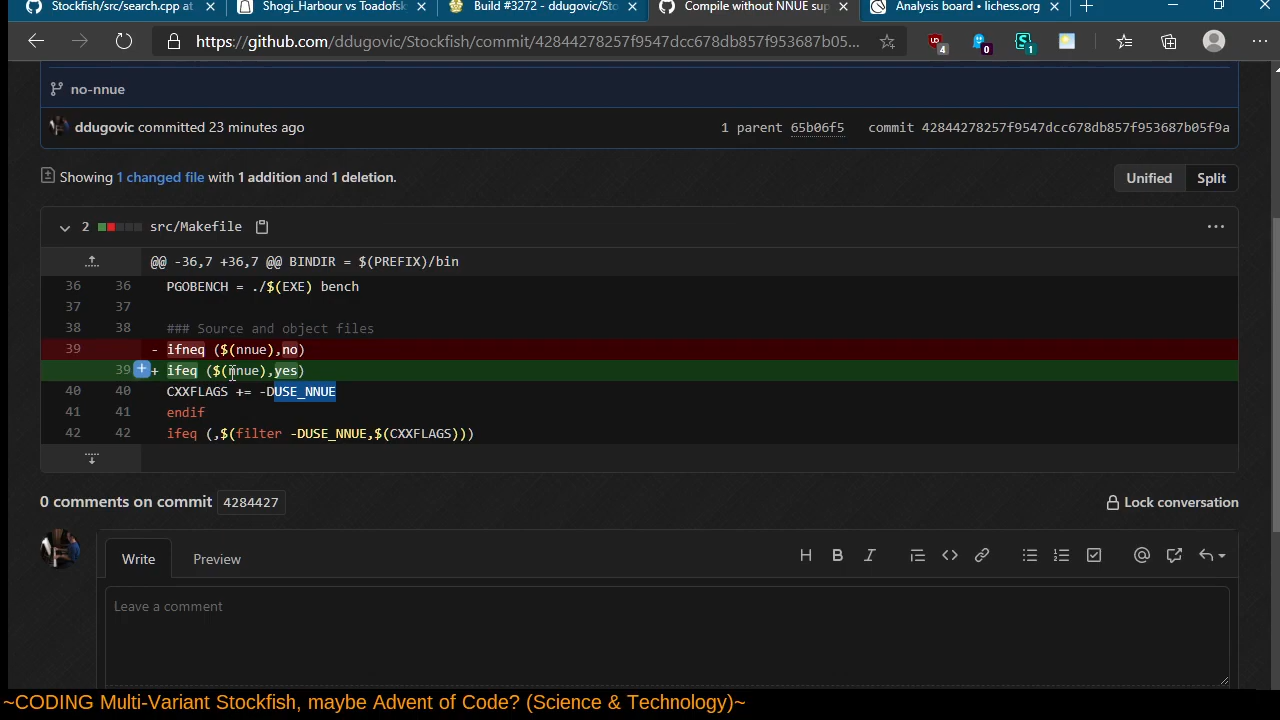 Stockfish/src/search.cpp at
Shogi_Harbour vs Toadofsk
Build #3272 - ddugovic/Sto
Compile without NNUE sup
Analysis board • lichess.org
https://github.com/ddugovic/Stockfish/commit/42844278257f9547dcc678db857f953687b05...
4
0
1
no-nnue
ddugovic committed 23 minutes ago
1 parent 65b06f5 commit 42844278257f9547dcc678db857f953687b05f9a
Showing 1 changed file with 1 addition and 1 deletion.
Unified Split
2 src/Makefile
@@ -36,7 +36,7 @@ BINDIR = $(PREFIX)/bin
36 36 PGOBENCH = ./$(EXE) bench
37 37
38 38 ### Source and object files
39 - ifneq ($(nnue),no)
39 + ifeq ($(nnue),yes)
40 40 CXXFLAGS += -DUSE_NNUE
41 41 endif
42 42 ifeq (,$(filter -DUSE_NNUE,$(CXXFLAGS)))
0 comments on commit 4284427
Lock conversation
Write Preview
Leave a comment
~CODING Multi-Variant Stockfish, maybe Advent of Code? (Science & Technology)~